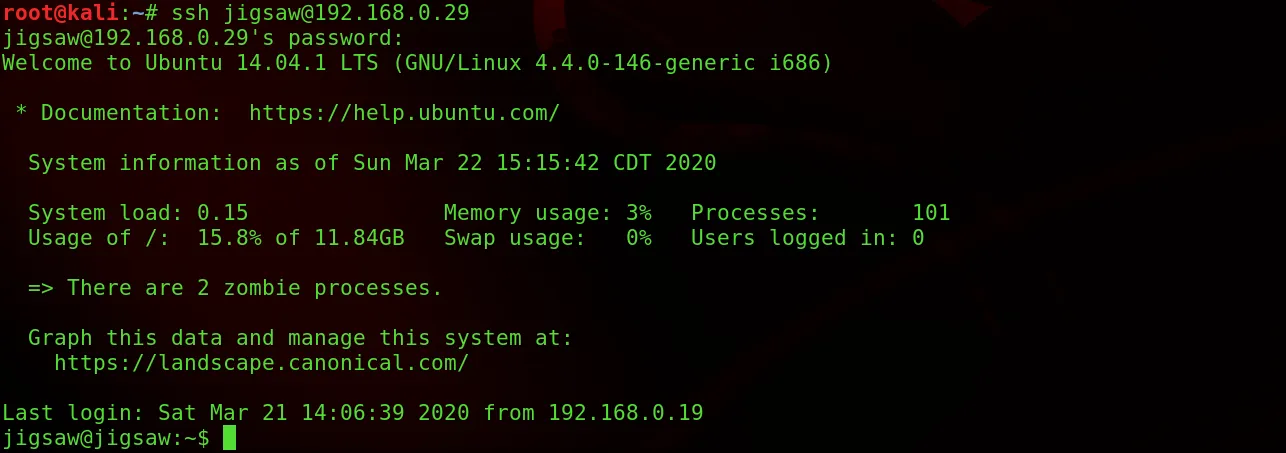 root@kali:~# ssh jigsaw@192.168.0.29
jigsaw@192.168.0.29's password:
Welcome to Ubuntu 14.04.1 LTS (GNU/Linux 4.4.0-146-generic i686)
* Documentation:  https://help.ubuntu.com/
System information as of Sun Mar 22 15:15:42 CDT 2020
System load: 0.15               Memory usage: 3%   Processes:       101
Usage of /:  15.8% of 11.84GB   Swap usage:   0%   Users logged in: 0
=> There are 2 zombie processes.
Graph this data and manage this system at:
https://landscape.canonical.com/
Last login: Sat Mar 21 14:06:39 2020 from 192.168.0.19
jigsaw@jigsaw:~$